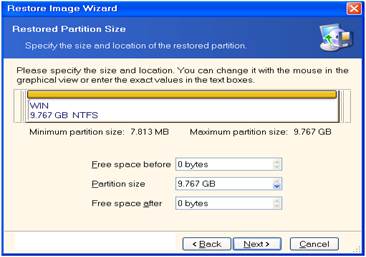 Restore Image Wizard
Restored Partition Size
Specify the size and location of the restored partition.
Please specify the size and location. You can change it with the mouse in the
graphical view or enter the exact values in the text boxes.
WIN
9.767 GB NTFS
Minimum partition size: 7.813 MB Maximum partition size: 9.767 GB
Free space before 0 bytes
Partition size 9.767 GB
Free space after 0 bytes
< Back Next > Cancel